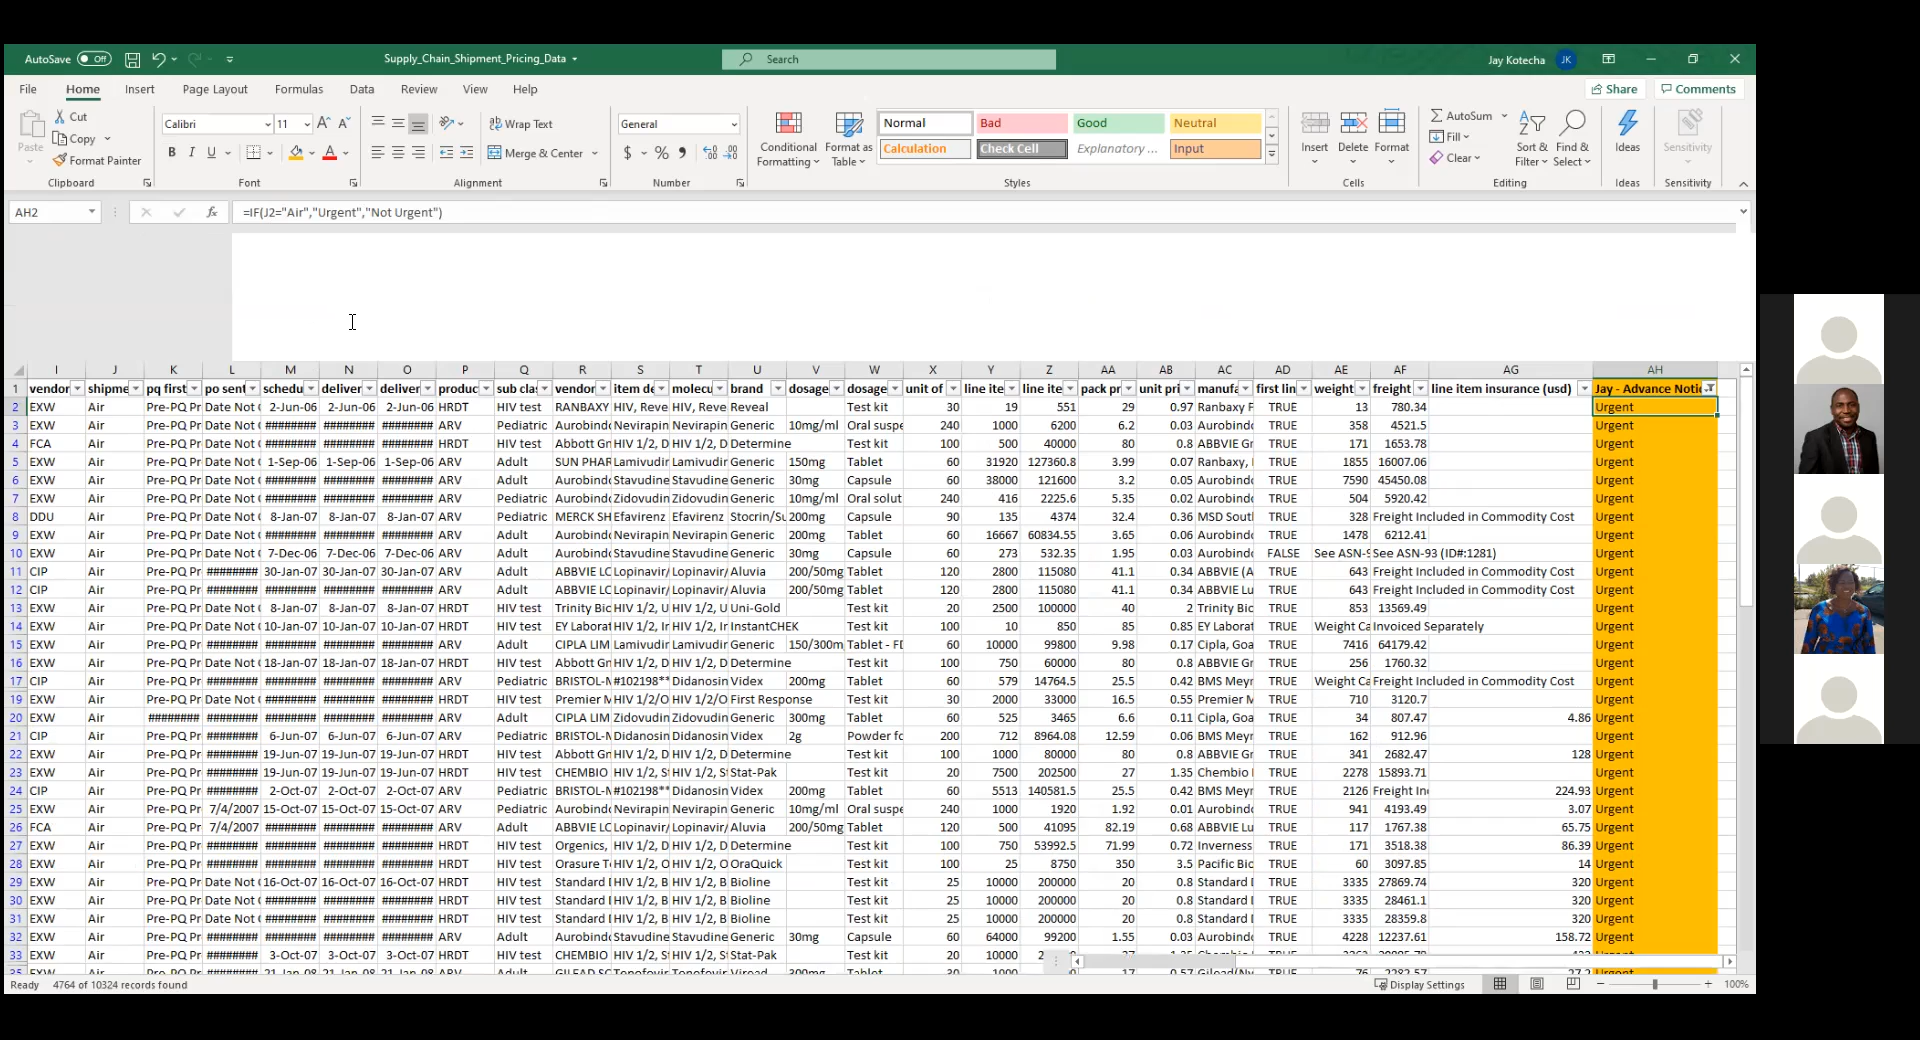 AutoSave Off Supply_Chain_Shipment_Pricing_Data Search Jay Kotecha JK
File Home Insert Page Layout Formulas Data Review View Help Share Comments
Paste Cut Copy Format Painter Clipboard
Calibri 11 B I U Font
Wrap Text Merge & Center Alignment
General $ % Number
Conditional Formatting Format as Table
Normal Bad Good Neutral
Calculation Check Cell Explanatory ... Input
Styles
Insert Delete Format Cells
AutoSum Fill Clear Sort & Filter Find & Select Editing
Ideas Ideas
Sensitivity Sensitivity
AH2 fx =IF(J2="Air","Urgent","Not Urgent")
I J K L M N O P Q R S T U V W X Y Z AA AB AC AD AE AF AG AH
1 vendor shipme pq first po sent schedu deliver deliver produc sub cla vendor item de molecu brand dosage dosage unit of line ite line ite pack pr unit pri manufa first lin weight freight line item insurance (usd) Jay - Advance Notic
2 EXW Air Pre-PQ Pr Date Not 2-Jun-06 2-Jun-06 2-Jun-06 HRDT HIV test RANBAXY HIV, Reve HIV, Reve Reveal Test kit 30 19 551 29 0.97 Ranbaxy F TRUE 13 780.34 Urgent
3 EXW Air Pre-PQ Pr Date Not ######## ######## ######## ARV Pediatric Aurobind Nevirapin Nevirapin Generic 10mg/ml Oral suspe 240 1000 6200 6.2 0.03 Aurobind TRUE 358 4521.5 Urgent
4 FCA Air Pre-PQ Pr Date Not ######## ######## ######## HRDT HIV test Abbott Gr HIV 1/2, D HIV 1/2, D Determine Test kit 100 500 40000 80 0.8 ABBVIE Gr TRUE 171 1653.78 Urgent
5 EXW Air Pre-PQ Pr Date Not 1-Sep-06 1-Sep-06 1-Sep-06 ARV Adult SUN PHAR Lamivudin Lamivudin Generic 150mg Tablet 60 31920 127360.8 3.99 0.07 Ranbaxy, TRUE 1855 16007.06 Urgent
6 EXW Air Pre-PQ Pr Date Not ######## ######## ######## ARV Adult Aurobind Stavudine Stavudine Generic 30mg Capsule 60 38000 121600 3.2 0.05 Aurobind TRUE 7590 45450.08 Urgent
7 EXW Air Pre-PQ Pr Date Not ######## ######## ######## ARV Pediatric Aurobind Zidovudin Zidovudin Generic 10mg/ml Oral solut 240 416 2225.6 5.35 0.02 Aurobind TRUE 504 5920.42 Urgent
8 DDU Air Pre-PQ Pr Date Not 8-Jan-07 8-Jan-07 8-Jan-07 ARV Pediatric MERCK SH Efavirenz Efavirenz Stocrin/Su 200mg Capsule 90 135 4374 32.4 0.36 MSD Sout TRUE 328 Freight Included in Commodity Cost Urgent
9 EXW Air Pre-PQ Pr Date Not ######## ######## ######## ARV Adult Aurobind Nevirapin Nevirapin Generic 200mg Tablet 60 16667 60834.55 3.65 0.06 Aurobind TRUE 1478 6212.41 Urgent
10 EXW Air Pre-PQ Pr Date Not 7-Dec-06 7-Dec-06 7-Dec-06 ARV Adult Aurobind Stavudine Stavudine Generic 30mg Capsule 60 273 532.35 1.95 0.03 Aurobind FALSE See ASN-9 See ASN-93 (ID#:1281) Urgent
11 CIP Air Pre-PQ Pr ######## 30-Jan-07 30-Jan-07 30-Jan-07 ARV Adult ABBVIE LO Lopinavir/ Lopinavir/ Aluvia 200/50mg Tablet 120 2800 115080 41.1 0.34 ABBVIE (A TRUE 643 Freight Included in Commodity Cost Urgent
12 CIP Air Pre-PQ Pr ######## ######## ######## ######## ARV Adult ABBVIE LO Lopinavir/ Lopinavir/ Aluvia 200/50mg Tablet 120 2800 115080 41.1 0.34 ABBVIE Lu TRUE 643 Freight Included in Commodity Cost Urgent
13 EXW Air Pre-PQ Pr Date Not 8-Jan-07 8-Jan-07 8-Jan-07 HRDT HIV test Trinity Bio HIV 1/2, U HIV 1/2, U Uni-Gold Test kit 20 2500 100000 40 2 Trinity Bio TRUE 853 13569.49 Urgent
14 EXW Air Pre-PQ Pr Date Not 10-Jan-07 10-Jan-07 10-Jan-07 HRDT HIV test EY Laborat HIV 1/2, Ir HIV 1/2, Ir InstantCHEK Test kit 100 10 850 85 0.85 EY Laborat TRUE Weight Ca Invoiced Separately Urgent
15 EXW Air Pre-PQ Pr ######## ######## ######## ######## ARV Adult CIPLA LIM Lamivudin Lamivudin Generic 150/300m Tablet - FD 60 10000 99800 9.98 0.17 Cipla, Goa TRUE 7416 64179.42 Urgent
16 EXW Air Pre-PQ Pr Date Not 18-Jan-07 18-Jan-07 18-Jan-07 HRDT HIV test Abbott Gr HIV 1/2, D HIV 1/2, D Determine Test kit 100 750 60000 80 0.8 ABBVIE Gr TRUE 256 1760.32 Urgent
17 CIP Air Pre-PQ Pr ######## ######## ######## ######## ARV Pediatric BRISTOL-M #102198** Didanosin Videx 200mg Tablet 60 579 14764.5 25.5 0.42 BMS Meyr TRUE Weight Ca Freight Included in Commodity Cost Urgent
19 EXW Air Pre-PQ Pr Date Not ######## ######## ######## HRDT HIV test Premier M HIV 1/2/O HIV 1/2/O First Response Test kit 30 2000 33000 16.5 0.55 Premier M TRUE 710 3120.7 Urgent
20 EXW Air ######## ######## ######## ######## ######## ARV Adult CIPLA LIM Zidovudin Zidovudin Generic 300mg Tablet 60 525 3465 6.6 0.11 Cipla, Goa TRUE 34 807.47 4.86 Urgent
21 CIP Air Pre-PQ Pr ######## 6-Jun-07 6-Jun-07 6-Jun-07 ARV Pediatric BRISTOL-M Didanosin Didanosin Videx 2g Powder fo 200 712 8964.08 12.59 0.06 BMS Meyr TRUE 162 912.96 Urgent
22 EXW Air Pre-PQ Pr ######## 19-Jun-07 19-Jun-07 19-Jun-07 HRDT HIV test Abbott Gr HIV 1/2, D HIV 1/2, D Determine Test kit 100 1000 80000 80 0.8 ABBVIE Gr TRUE 341 2682.47 128 Urgent
23 EXW Air Pre-PQ Pr ######## 19-Jun-07 19-Jun-07 19-Jun-07 HRDT HIV test CHEMBIO HIV 1/2, St HIV 1/2, St Stat-Pak Test kit 20 7500 202500 27 1.35 Chembio TRUE 2278 15893.71 Urgent
24 CIP Air Pre-PQ Pr ######## 2-Oct-07 2-Oct-07 2-Oct-07 ARV Pediatric BRISTOL-M #102198** Didanosin Videx 200mg Tablet 60 5513 140581.5 25.5 0.42 BMS Meyr TRUE 2126 Freight In 224.93 Urgent
25 EXW Air Pre-PQ Pr 7/4/2007 15-Oct-07 15-Oct-07 15-Oct-07 ARV Pediatric Aurobind Nevirapin Nevirapin Generic 10mg/ml Oral suspe 240 1000 1920 1.92 0.01 Aurobind TRUE 941 4193.49 3.07 Urgent
26 FCA Air Pre-PQ Pr 7/4/2007 ######## ######## ######## ARV Adult ABBVIE LO Lopinavir/ Lopinavir/ Aluvia 200/50mg Tablet 120 500 41095 82.19 0.68 ABBVIE Lu TRUE 117 1767.38 65.75 Urgent
27 EXW Air Pre-PQ Pr ######## ######## ######## ######## HRDT HIV test Orgenics, HIV 1/2, D HIV 1/2, D Determine Test kit 100 750 53992.5 71.99 0.72 Inverness TRUE 171 3518.38 86.39 Urgent
28 EXW Air Pre-PQ Pr ######## ######## ######## ######## HRDT HIV test Orasure Te HIV 1/2, O HIV 1/2, O OraQuick Test kit 100 25 8750 350 3.5 Pacific Bio TRUE 60 3097.85 14 Urgent
29 EXW Air Pre-PQ Pr Date Not 16-Oct-07 16-Oct-07 16-Oct-07 HRDT HIV test Standard HIV 1/2, B HIV 1/2, B Bioline Test kit 25 10000 200000 20 0.8 Standard TRUE 3335 27869.74 320 Urgent
30 EXW Air Pre-PQ Pr ######## ######## ######## ######## HRDT HIV test Standard HIV 1/2, B HIV 1/2, B Bioline Test kit 25 10000 200000 20 0.8 Standard TRUE 3335 28461.1 320 Urgent
31 EXW Air Pre-PQ Pr ######## ######## ######## ######## HRDT HIV test Standard HIV 1/2, B HIV 1/2, B Bioline Test kit 25 10000 200000 20 0.8 Standard TRUE 3335 28359.8 320 Urgent
32 EXW Air Pre-PQ Pr ######## ######## ######## ######## ARV Adult Aurobind Stavudine Stavudine Generic 30mg Capsule 60 64000 99200 1.55 0.03 Aurobind TRUE 4228 12237.61 158.72 Urgent
33 EXW Air Pre-PQ Pr ######## 3-Oct-07 3-Oct-07 3-Oct-07 HRDT HIV test CHEMBIO HIV 1/2, St HIV 1/2, St Stat-Pak Test kit 20 10000 TRUE Urgent
Ready 4764 of 10324 records found Display Settings 100%